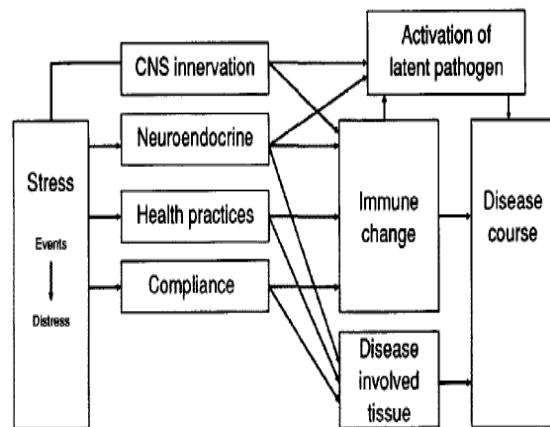 CNS innervation
Activation of
latent pathogen
Neuroendocrine
Stress
Events
Distress
Health practices
Compliance
Immune
change
Disease
course
Disease
involved
tissue